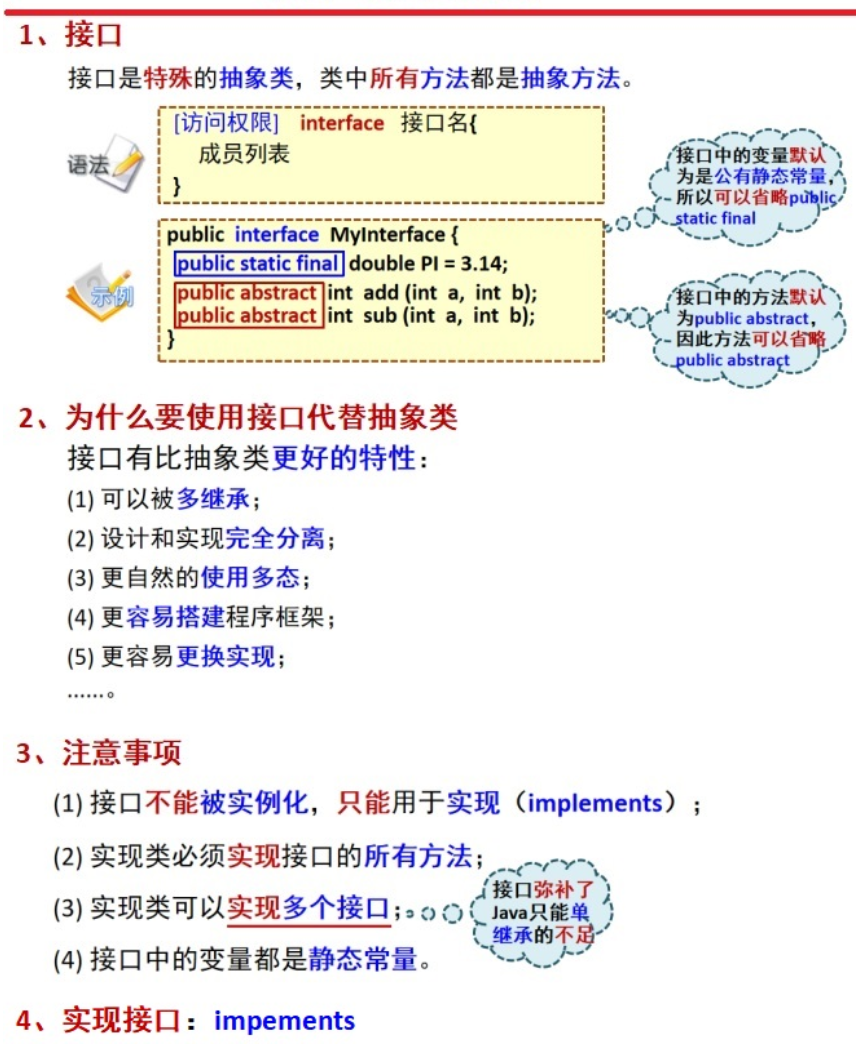 1、接口
接口是特殊的抽象类，类中所有方法都是抽象方法。
语法
[访问权限] interface 接口名{
成员列表
}
接口中的变量默认
为是公有静态常量，
所以可以省略public
static final
示例
public interface MyInterface {
public static final double PI = 3.14;
public abstract int add (int a, int b);
public abstract int sub (int a, int b);
}
接口中的方法默认
为public abstract，
因此方法可以省略
public abstract
2、为什么要使用接口代替抽象类
接口有比抽象类更好的特性：
(1) 可以被多继承；
(2) 设计和实现完全分离；
(3) 更自然的使用多态；
(4) 更容易搭建程序框架；
(5) 更容易更换实现；
……。
3、注意事项
(1) 接口不能被实例化，只能用于实现（implements）；
(2) 实现类必须实现接口的所有方法；
(3) 实现类可以实现多个接口；
接口弥补了
Java只能单
继承的不足
(4) 接口中的变量都是静态常量。
4、实现接口：impements